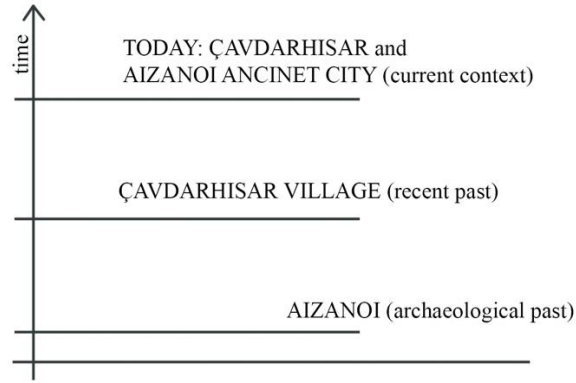 time
TODAY: ÇAVDARHISAR and
AIZANOI ANCINET CITY (current context)
ÇAVDARHISAR VILLAGE (recent past)
AIZANOI (archaeological past)